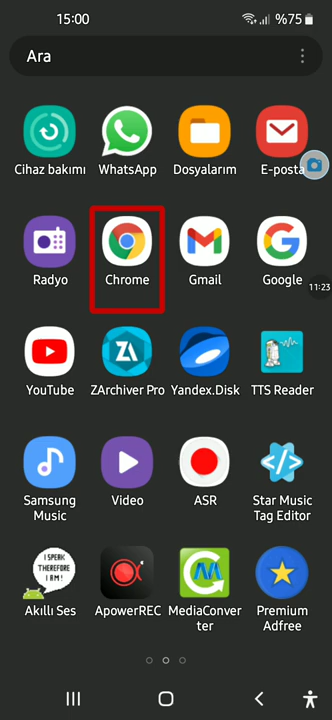 15:00
%75
Ara
Cihaz bakımı
WhatsApp
Dosyalarım
E-posta
Radyo
Chrome
Gmail
Google
11:23
YouTube
ZArchiver Pro
Yandex.Disk
TTS Reader
Samsung
Music
Video
ASR
Star Music
Tag Editor
I SPEAK
THEREFORE
I AM!
Akıllı Ses
ApowerREC
MediaConver
ter
Premium
Adfree